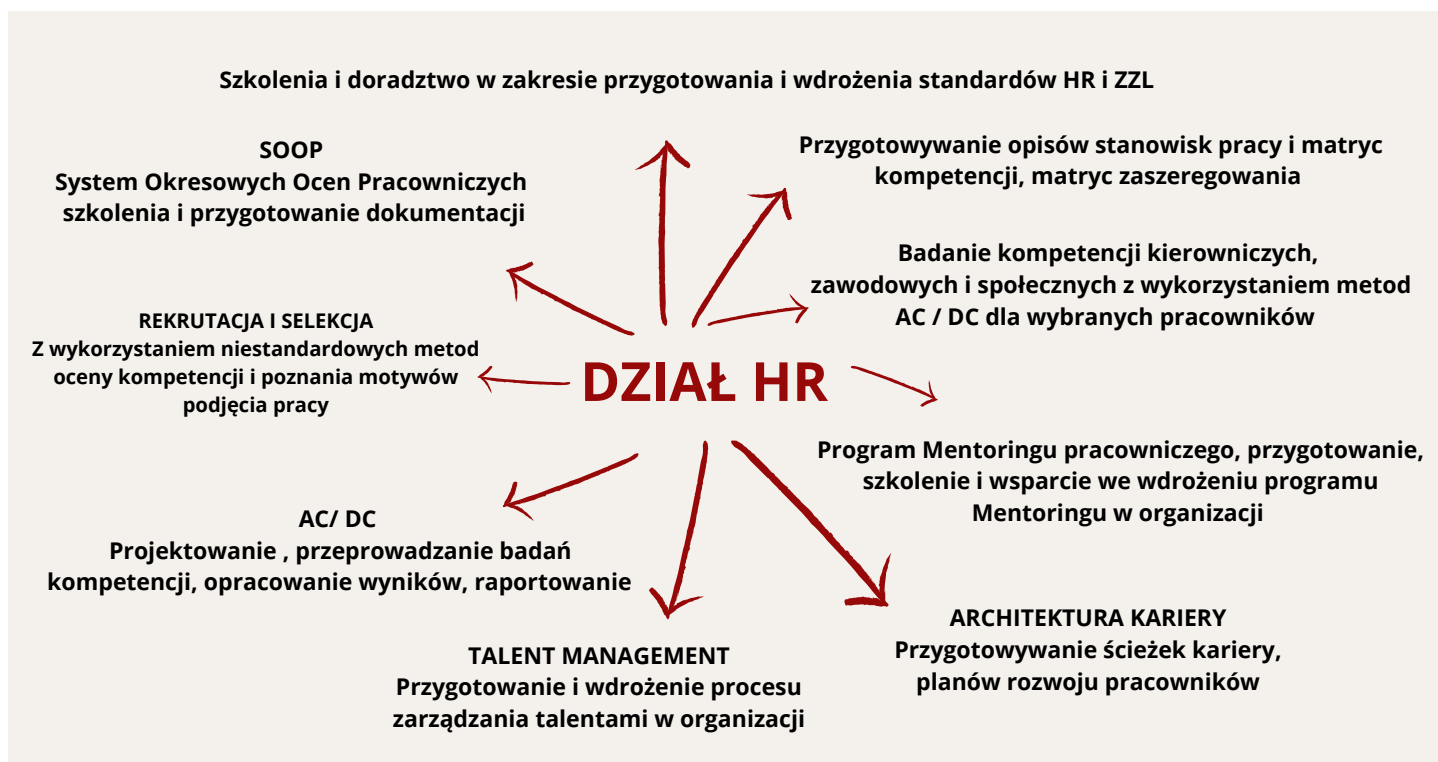 Szkolenia i doradztwo w zakresie przygotowania i wdrożenia standardów HR i ZZL
SOOP
System Okresowych Ocen Pracowniczych
szkolenia i przygotowanie dokumentacji
Przygotowywanie opisów stanowisk pracy i matryc
kompetencji, matryc zaszeregowania
Badanie kompetencji kierowniczych,
zawodowych i społecznych z wykorzystaniem metod
AC / DC dla wybranych pracowników
REKRUTACJA I SELEKCJA
Z wykorzystaniem niestandardowych metod
oceny kompetencji i poznania motywów
podjęcia pracy
DZIAŁ HR
Program Mentoringu pracowniczego, przygotowanie,
szkolenie i wsparcie we wdrożeniu programu
Mentoringu w organizacji
AC/ DC
Projektowanie , przeprowadzanie badań
kompetencji, opracowanie wyników, raportowanie
ARCHITEKTURA KARIERY
Przygotowywanie ścieżek kariery,
planów rozwoju pracowników
TALENT MANAGEMENT
Przygotowanie i wdrożenie procesu
zarządzania talentami w organizacji